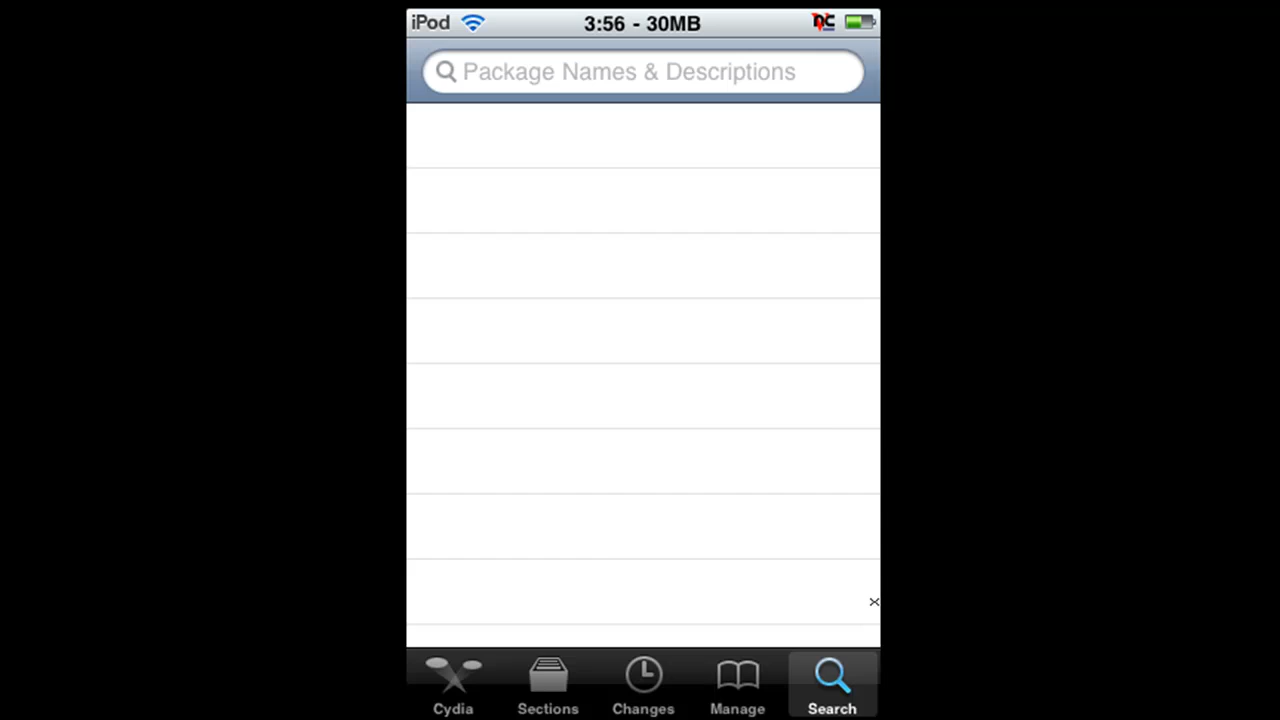 iPod 3:56 - 30MB
Package Names & Descriptions
Cydia Sections Changes Manage Search